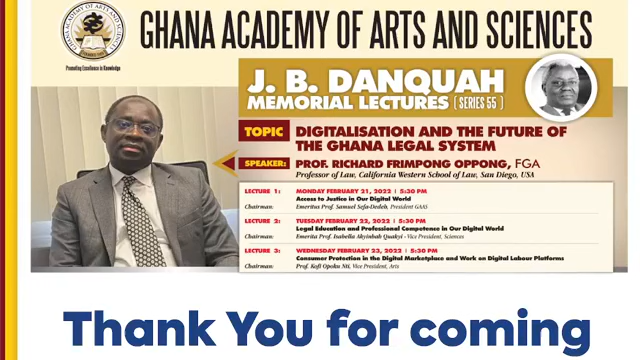 GHANA ACADEMY OF ARTS AND SCIENCES
Promoting Excellence in Knowledge
J. B. DANQUAH
MEMORIAL LECTURES (SERIES 55)
TOPIC DIGITALISATION AND THE FUTURE OF
THE GHANA LEGAL SYSTEM
SPEAKER: PROF. RICHARD FRIMPONG OPPONG, FGA
Professor of Law, California Western School of Law, San Diego, USA
LECTURE 1: MONDAY FEBRUARY 21, 2022 | 5:30 PM
Access to Justice in Our Digital World
Chairman: Emeritus Prof. Samuel Sefa-Dedeh, President GAAS
LECTURE 2: TUESDAY FEBRUARY 22, 2022 | 5:30 PM
Legal Education and Professional Competence in Our Digital World
Chairman: Emerita Prof. Isabella Akyinbah Quakyi - Vice President, Sciences
LECTURE 3: WEDNESDAY FEBRUARY 23, 2022 | 5:30 PM
Consumer Protection in the Digital Marketplace and Work on Digital Labour Platforms
Chairman: Prof. Kofi Opoku Nti, Vice President, Arts
Thank You for coming